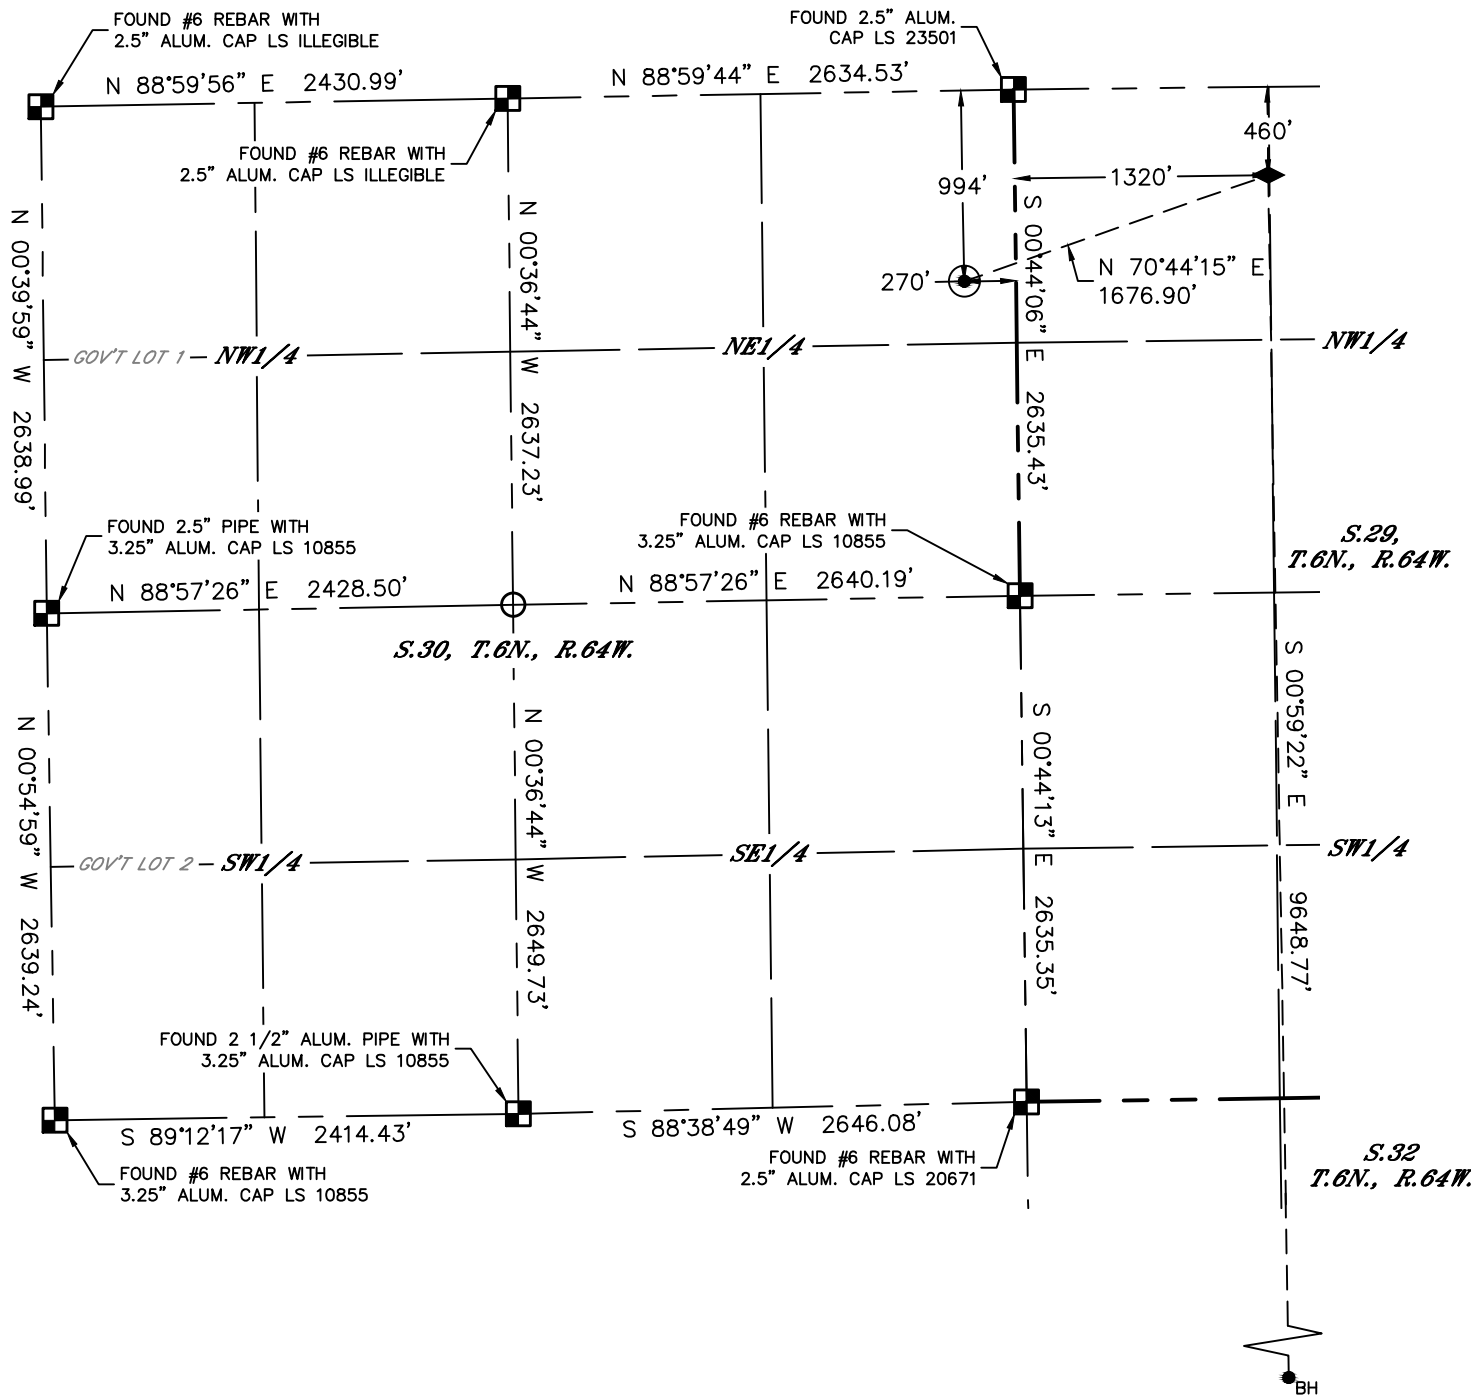 FOUND #6 REBAR WITH
2.5" ALUM. CAP LS ILLEGIBLE
N 88°59'56" E 2430.99'
N 88°59'44" E 2634.53'
FOUND 2.5" ALUM.
CAP LS 23501
FOUND #6 REBAR WITH
2.5" ALUM. CAP LS ILLEGIBLE
460'
1320'
994'
270'
N 70°44'15" E
1676.90'
N 00°39'59" W 2638.99'
N 00°36'44" W 2637.23'
S 00°44'06" E 2635.43'
GOV'T LOT 1
NW1/4
NE1/4
NW1/4
FOUND 2.5" PIPE WITH
3.25" ALUM. CAP LS 10855
FOUND #6 REBAR WITH
3.25" ALUM. CAP LS 10855
N 88°57'26" E 2428.50'
N 88°57'26" E 2640.19'
S.29,
T.6N., R.64W.
S.30, T.6N., R.64W.
N 00°54'59" W 2639.24'
N 00°36'44" W 2649.73'
S 00°44'13" E 2635.35'
S 00°59'22" E 9648.77'
GOV'T LOT 2
SW1/4
SE1/4
SW1/4
FOUND 2 1/2" ALUM. PIPE WITH
3.25" ALUM. CAP LS 10855
S 89°12'17" W 2414.43'
S 88°38'49" W 2646.08'
FOUND #6 REBAR WITH
3.25" ALUM. CAP LS 10855
FOUND #6 REBAR WITH
2.5" ALUM. CAP LS 20671
S.32
T.6N., R.64W.
BH